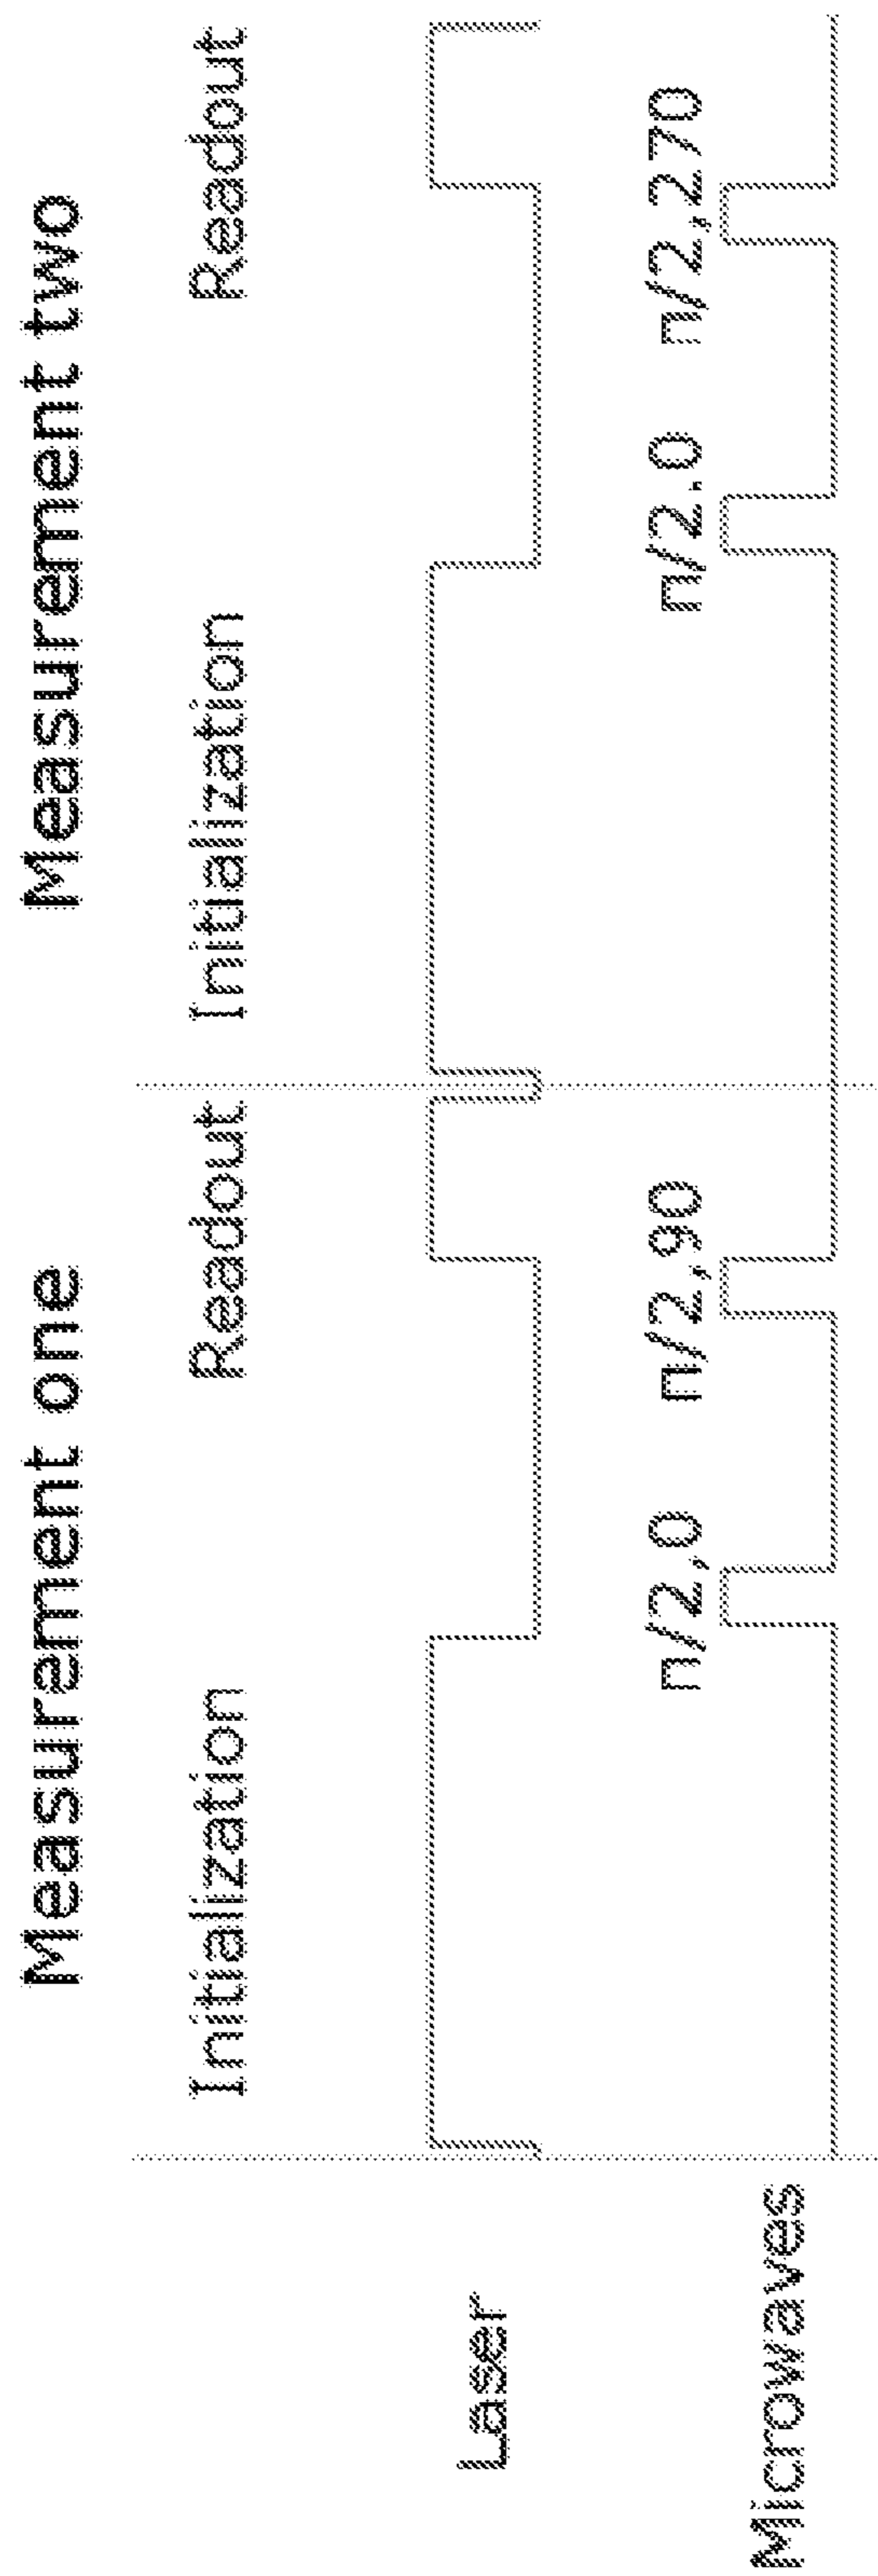 Measurement one Measurement two
Initialization Readout Initialization Readout
Laser
π/2,0 π/2,90 π/2.0 π/2,270
Microwaves